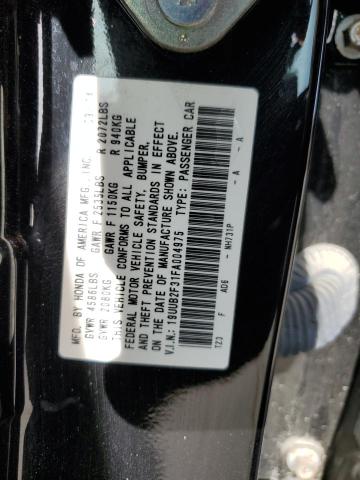 MFD. BY HONDA OF AMERICA MFG., INC.
GVWR 4586LBS GAWR F 2535LBS R 2072LBS
GVWR 2080KG GAWR F 1150KG R 940KG
THIS VEHICLE CONFORMS TO ALL APPLICABLE
FEDERAL MOTOR VEHICLE SAFETY, BUMPER,
AND THEFT PREVENTION STANDARDS IN EFFECT
ON THE DATE OF MANUFACTURE SHOWN ABOVE.
V.I.N.: 19UUB2F31FA004975 TYPE: PASSENGER CAR
TZ3 AD6 NH731P - A - A
F